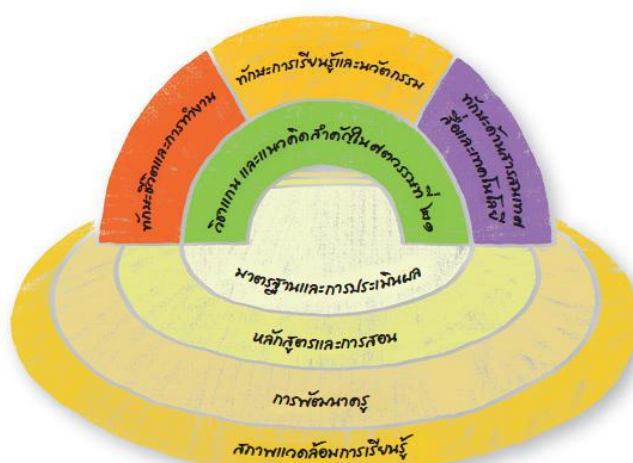 ทักษะการเรียนรู้และนวัตกรรม
ทักษะชีวิตและการทำงาน
ทักษะด้านสารสนเทศ
สื่อและเทคโนโลยี
วิชาแกน และแนวคิดสำคัญในศตวรรษที่ ๒๑
มาตรฐานและการประเมินผล
หลักสูตรและการสอน
การพัฒนาครู
สภาพแวดล้อมการเรียนรู้